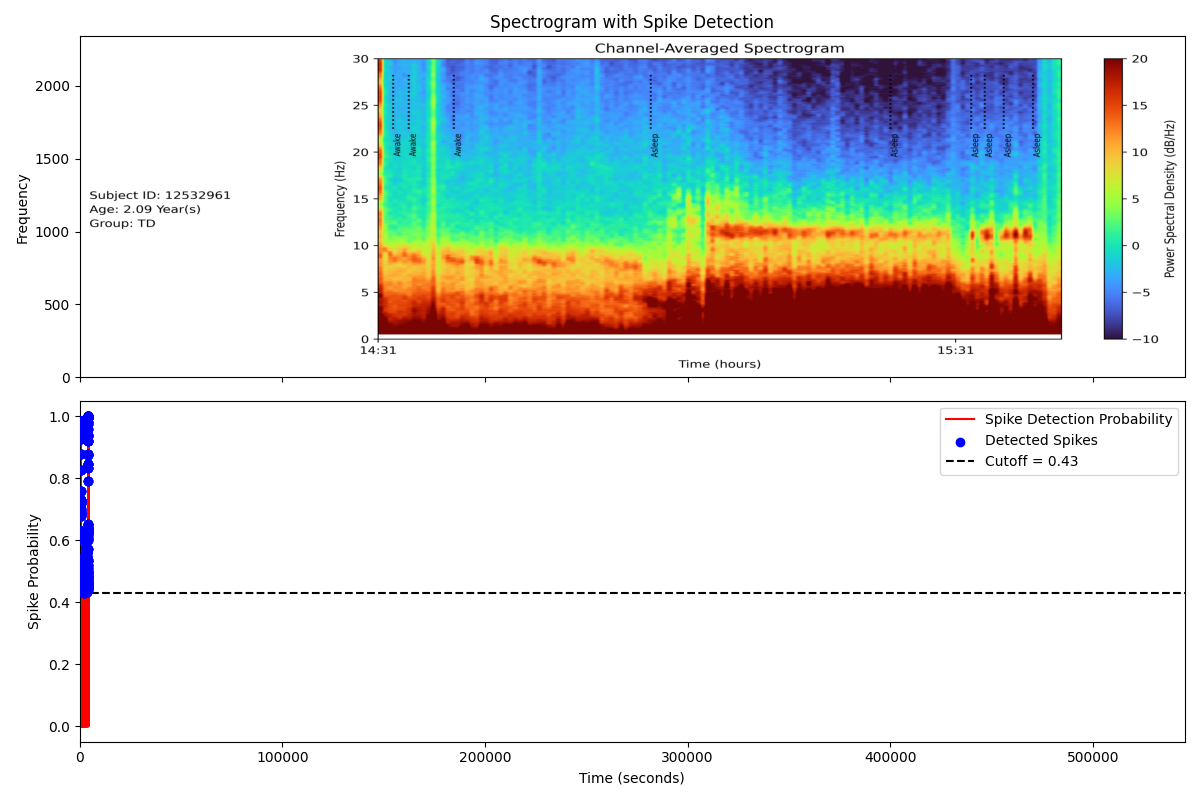 Spectrogram with Spike Detection
Channel-Averaged Spectrogram
Frequency
2000
1500
1000
500
0
Subject ID: 12532961
Age: 2.09 Year(s)
Group: TD
Frequency (Hz)
30
25
20
15
10
5
0
Awake
Awake
Awake
Asleep
Asleep
Asleep
Asleep
Asleep
Asleep
14:31
15:31
Time (hours)
20
15
10
5
0
−5
−10
Power Spectral Density (dB/Hz)
Spike Probability
1.0
0.8
0.6
0.4
0.2
0.0
Spike Detection Probability
Detected Spikes
Cutoff = 0.43
0
100000
200000
300000
400000
500000
Time (seconds)